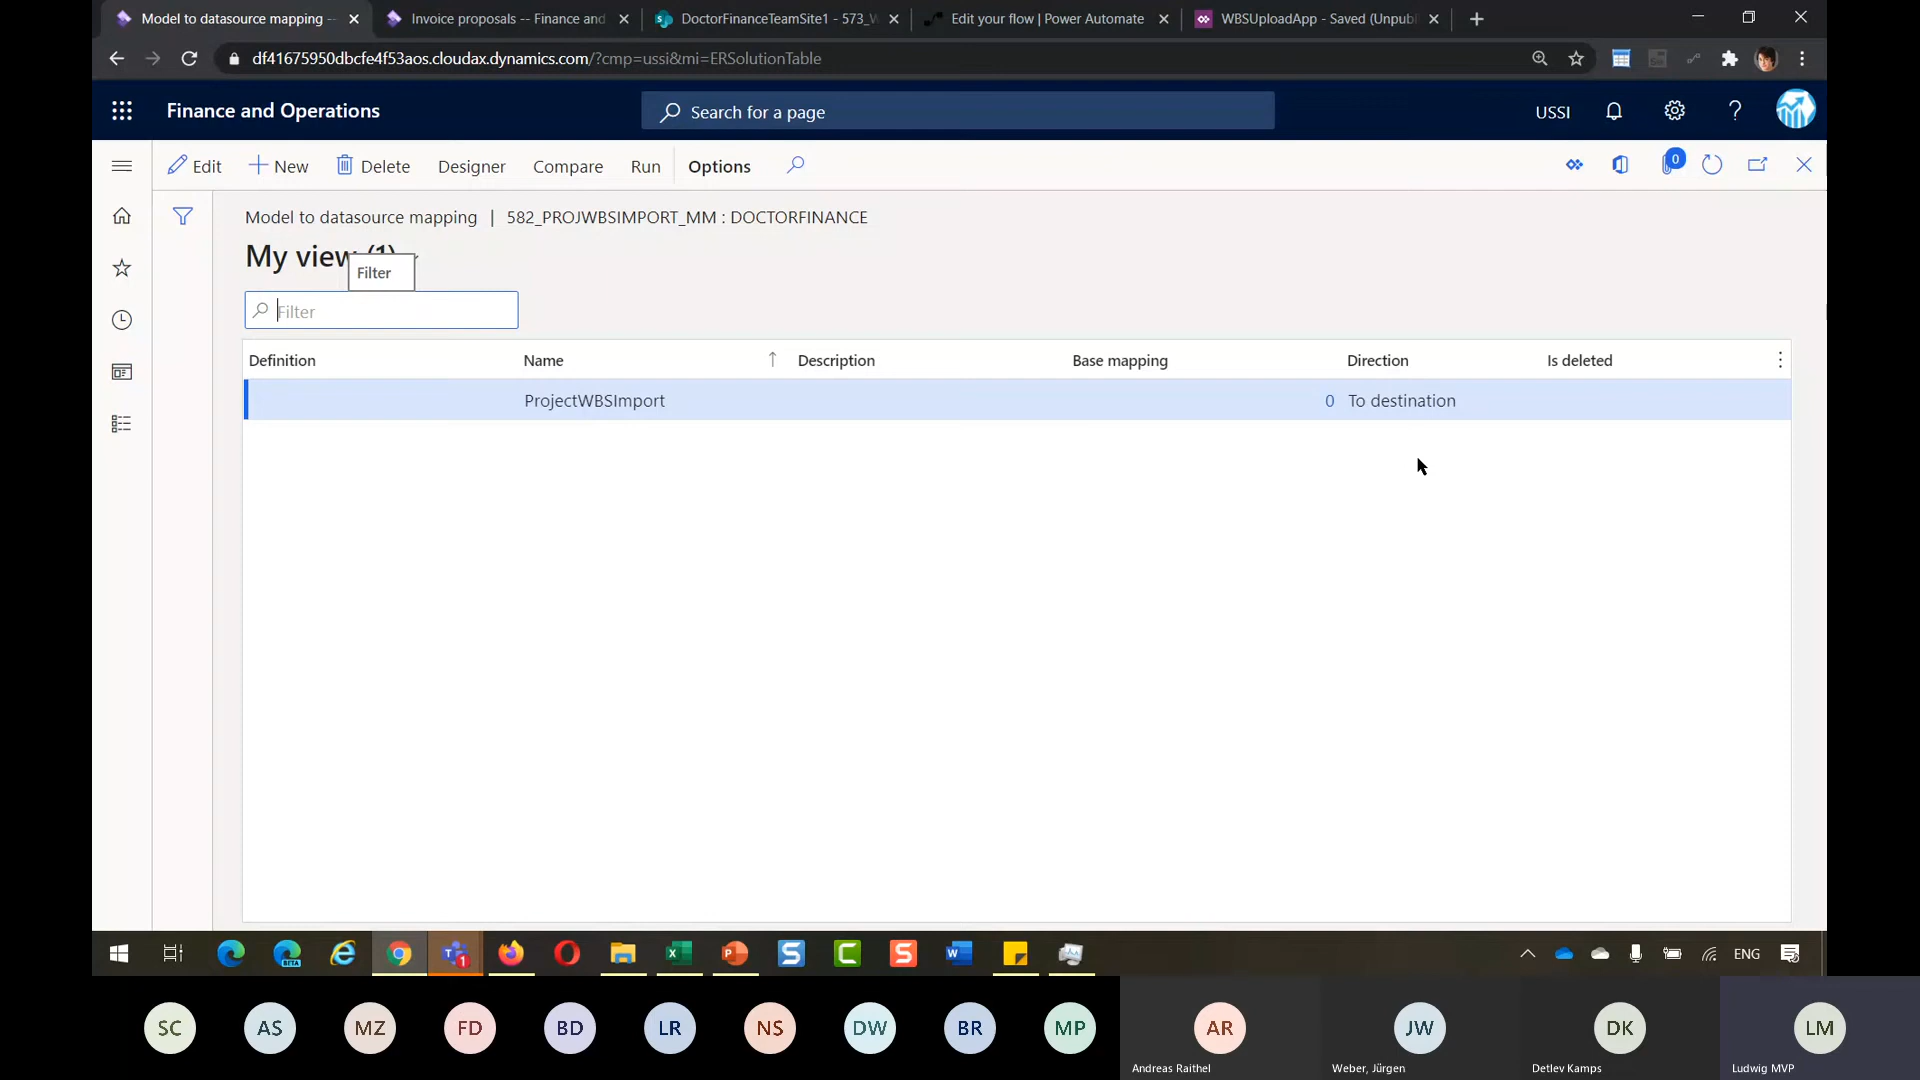 Model to datasource mapping --
Invoice proposals -- Finance and
DoctorFinanceTeamSite1 - 573_W
Edit your flow | Power Automate
WBSUploadApp - Saved (Unpubl
df41675950dbcfe4f53aos.cloudax.dynamics.com/?cmp=ussi&mi=ERSolutionTable
Finance and Operations
Search for a page
USSI
Edit
New
Delete
Designer
Compare
Run
Options
0
Model to datasource mapping | 582_PROJWBSIMPORT_MM : DOCTORFINANCE
My view (1)
Filter
Filter
Definition Name Description Base mapping Direction Is deleted
ProjectWBSImport 0 To destination
BETA
1
ENG
SC AS MZ FD BD LR NS DW BR MP AR JW DK LM
Andreas Raithel Weber, Jürgen Detlev Kamps Ludwig MVP